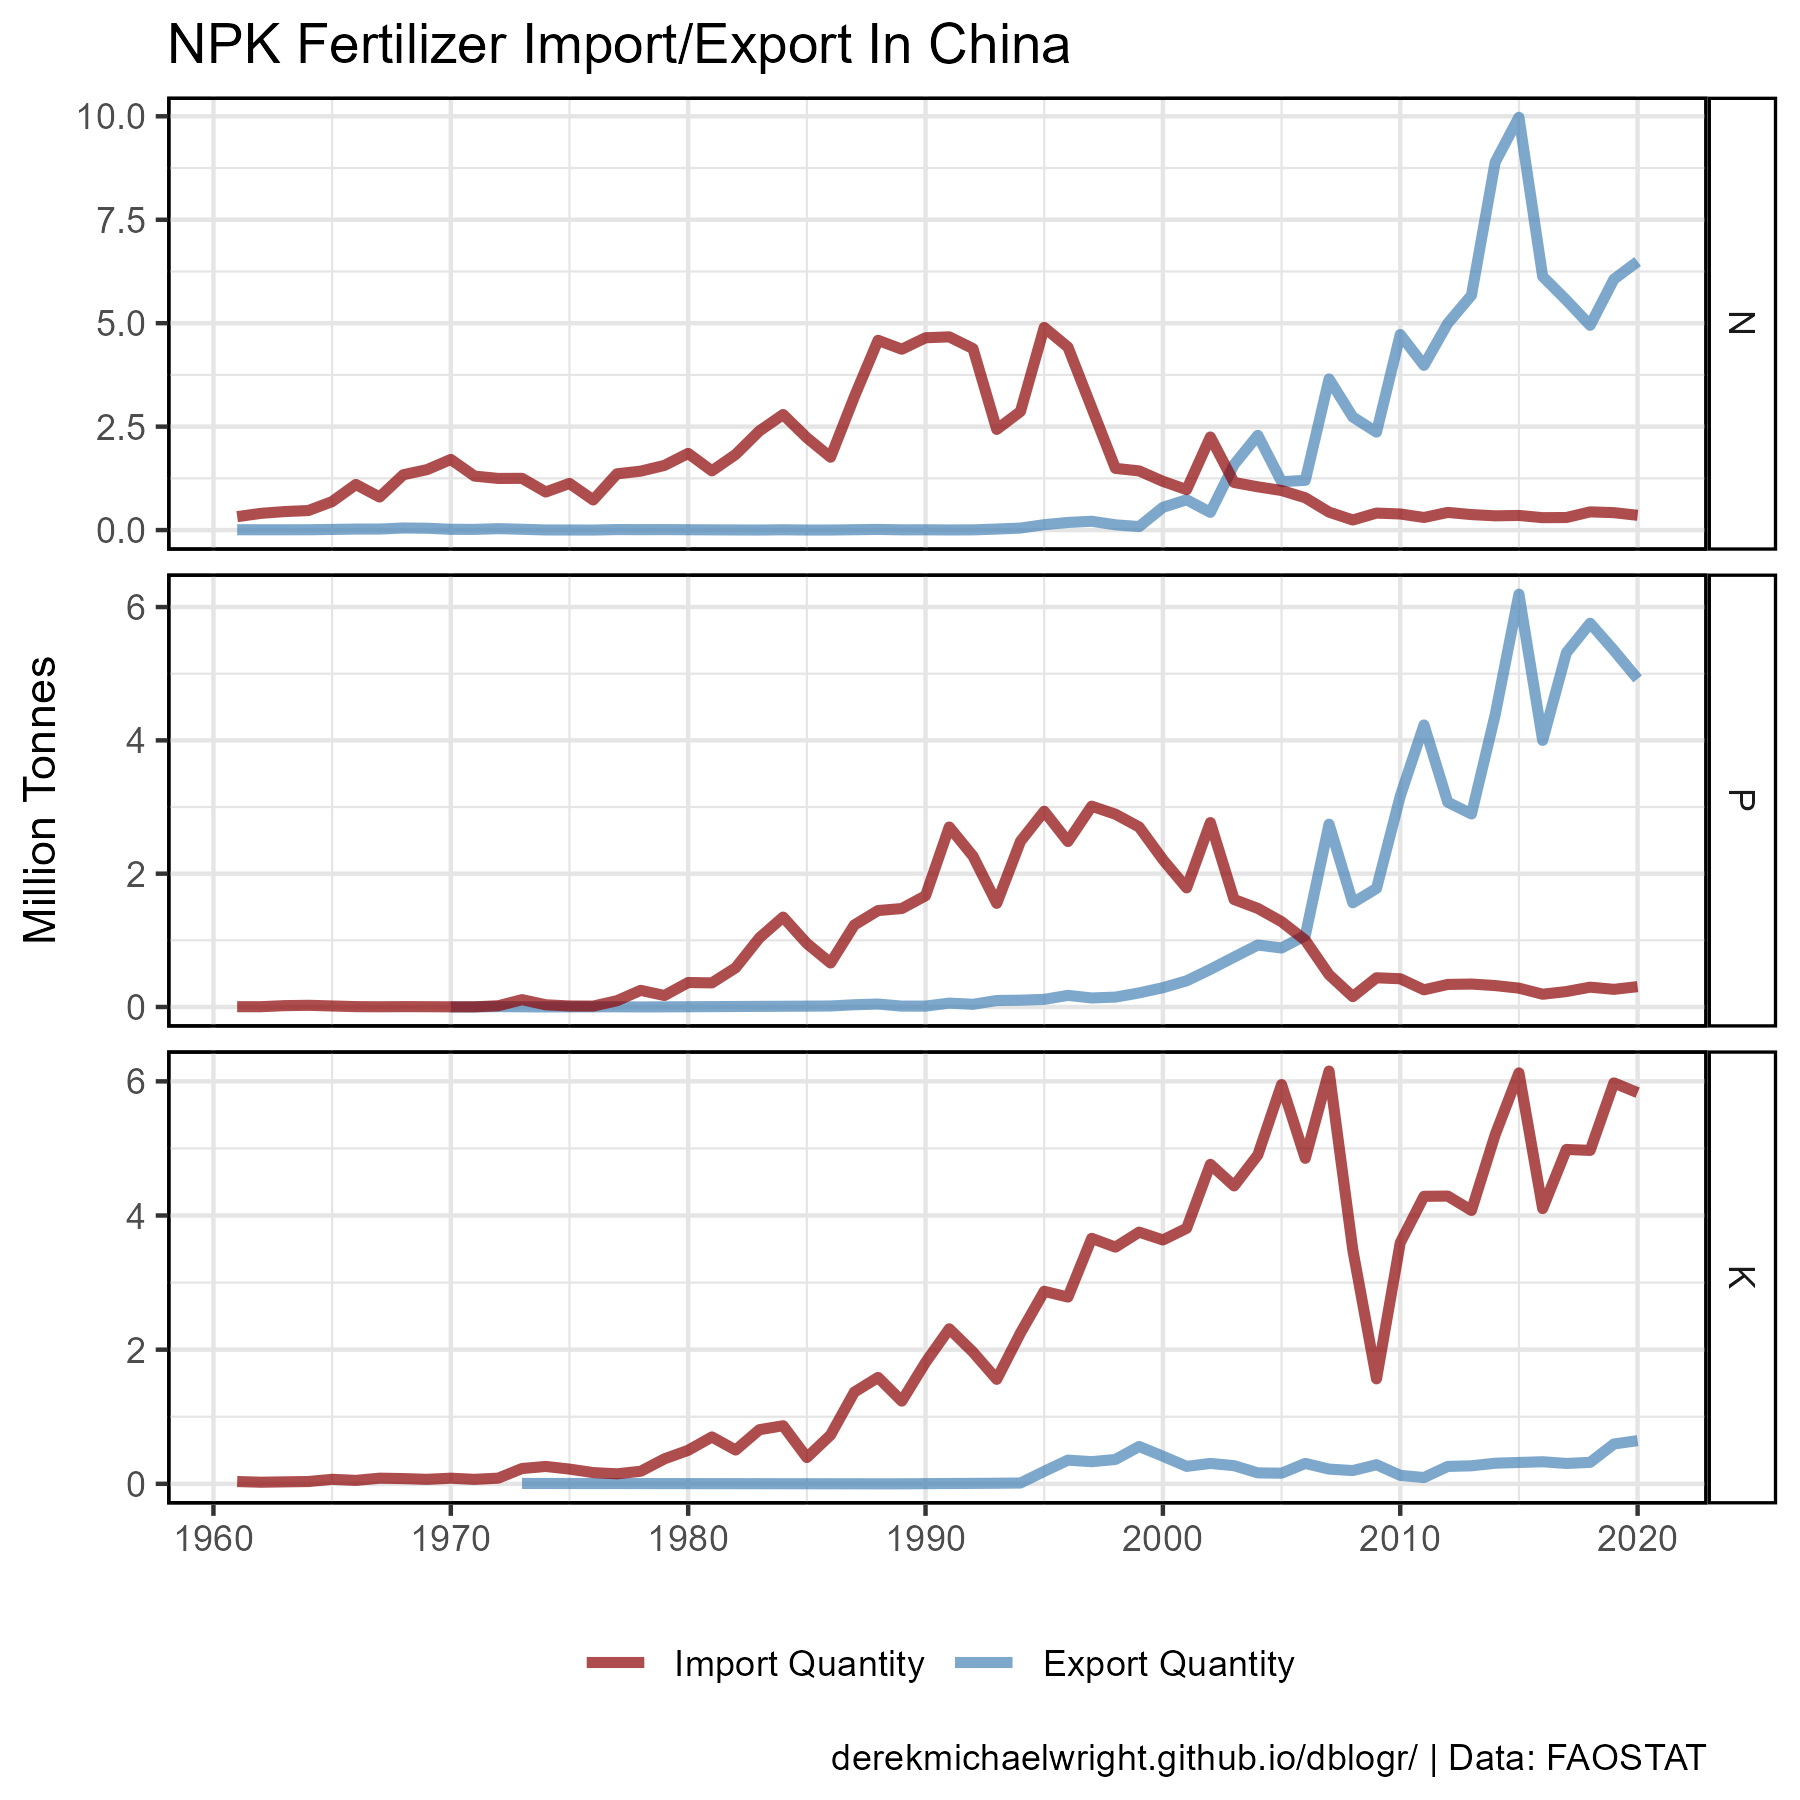 NPK Fertilizer Import/Export In China
10.0
7.5
5.0
2.5
0.0
N
Million Tonnes
6
4
2
0
P
6
4
2
0
K
1960 1970 1980 1990 2000 2010 2020
Import Quantity Export Quantity
derekmichaelwright.github.io/dblogr/ | Data: FAOSTAT